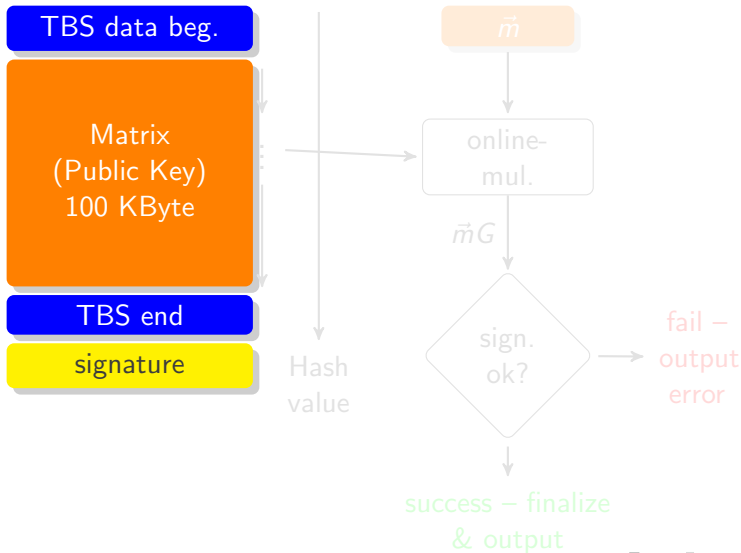 TBS data beg.
Matrix
(Public Key)
100 KByte
TBS end
signature
Hash
value
m⃗
online-
mul.
m⃗G
sign.
ok?
fail –
output
error
success – finalize
& output